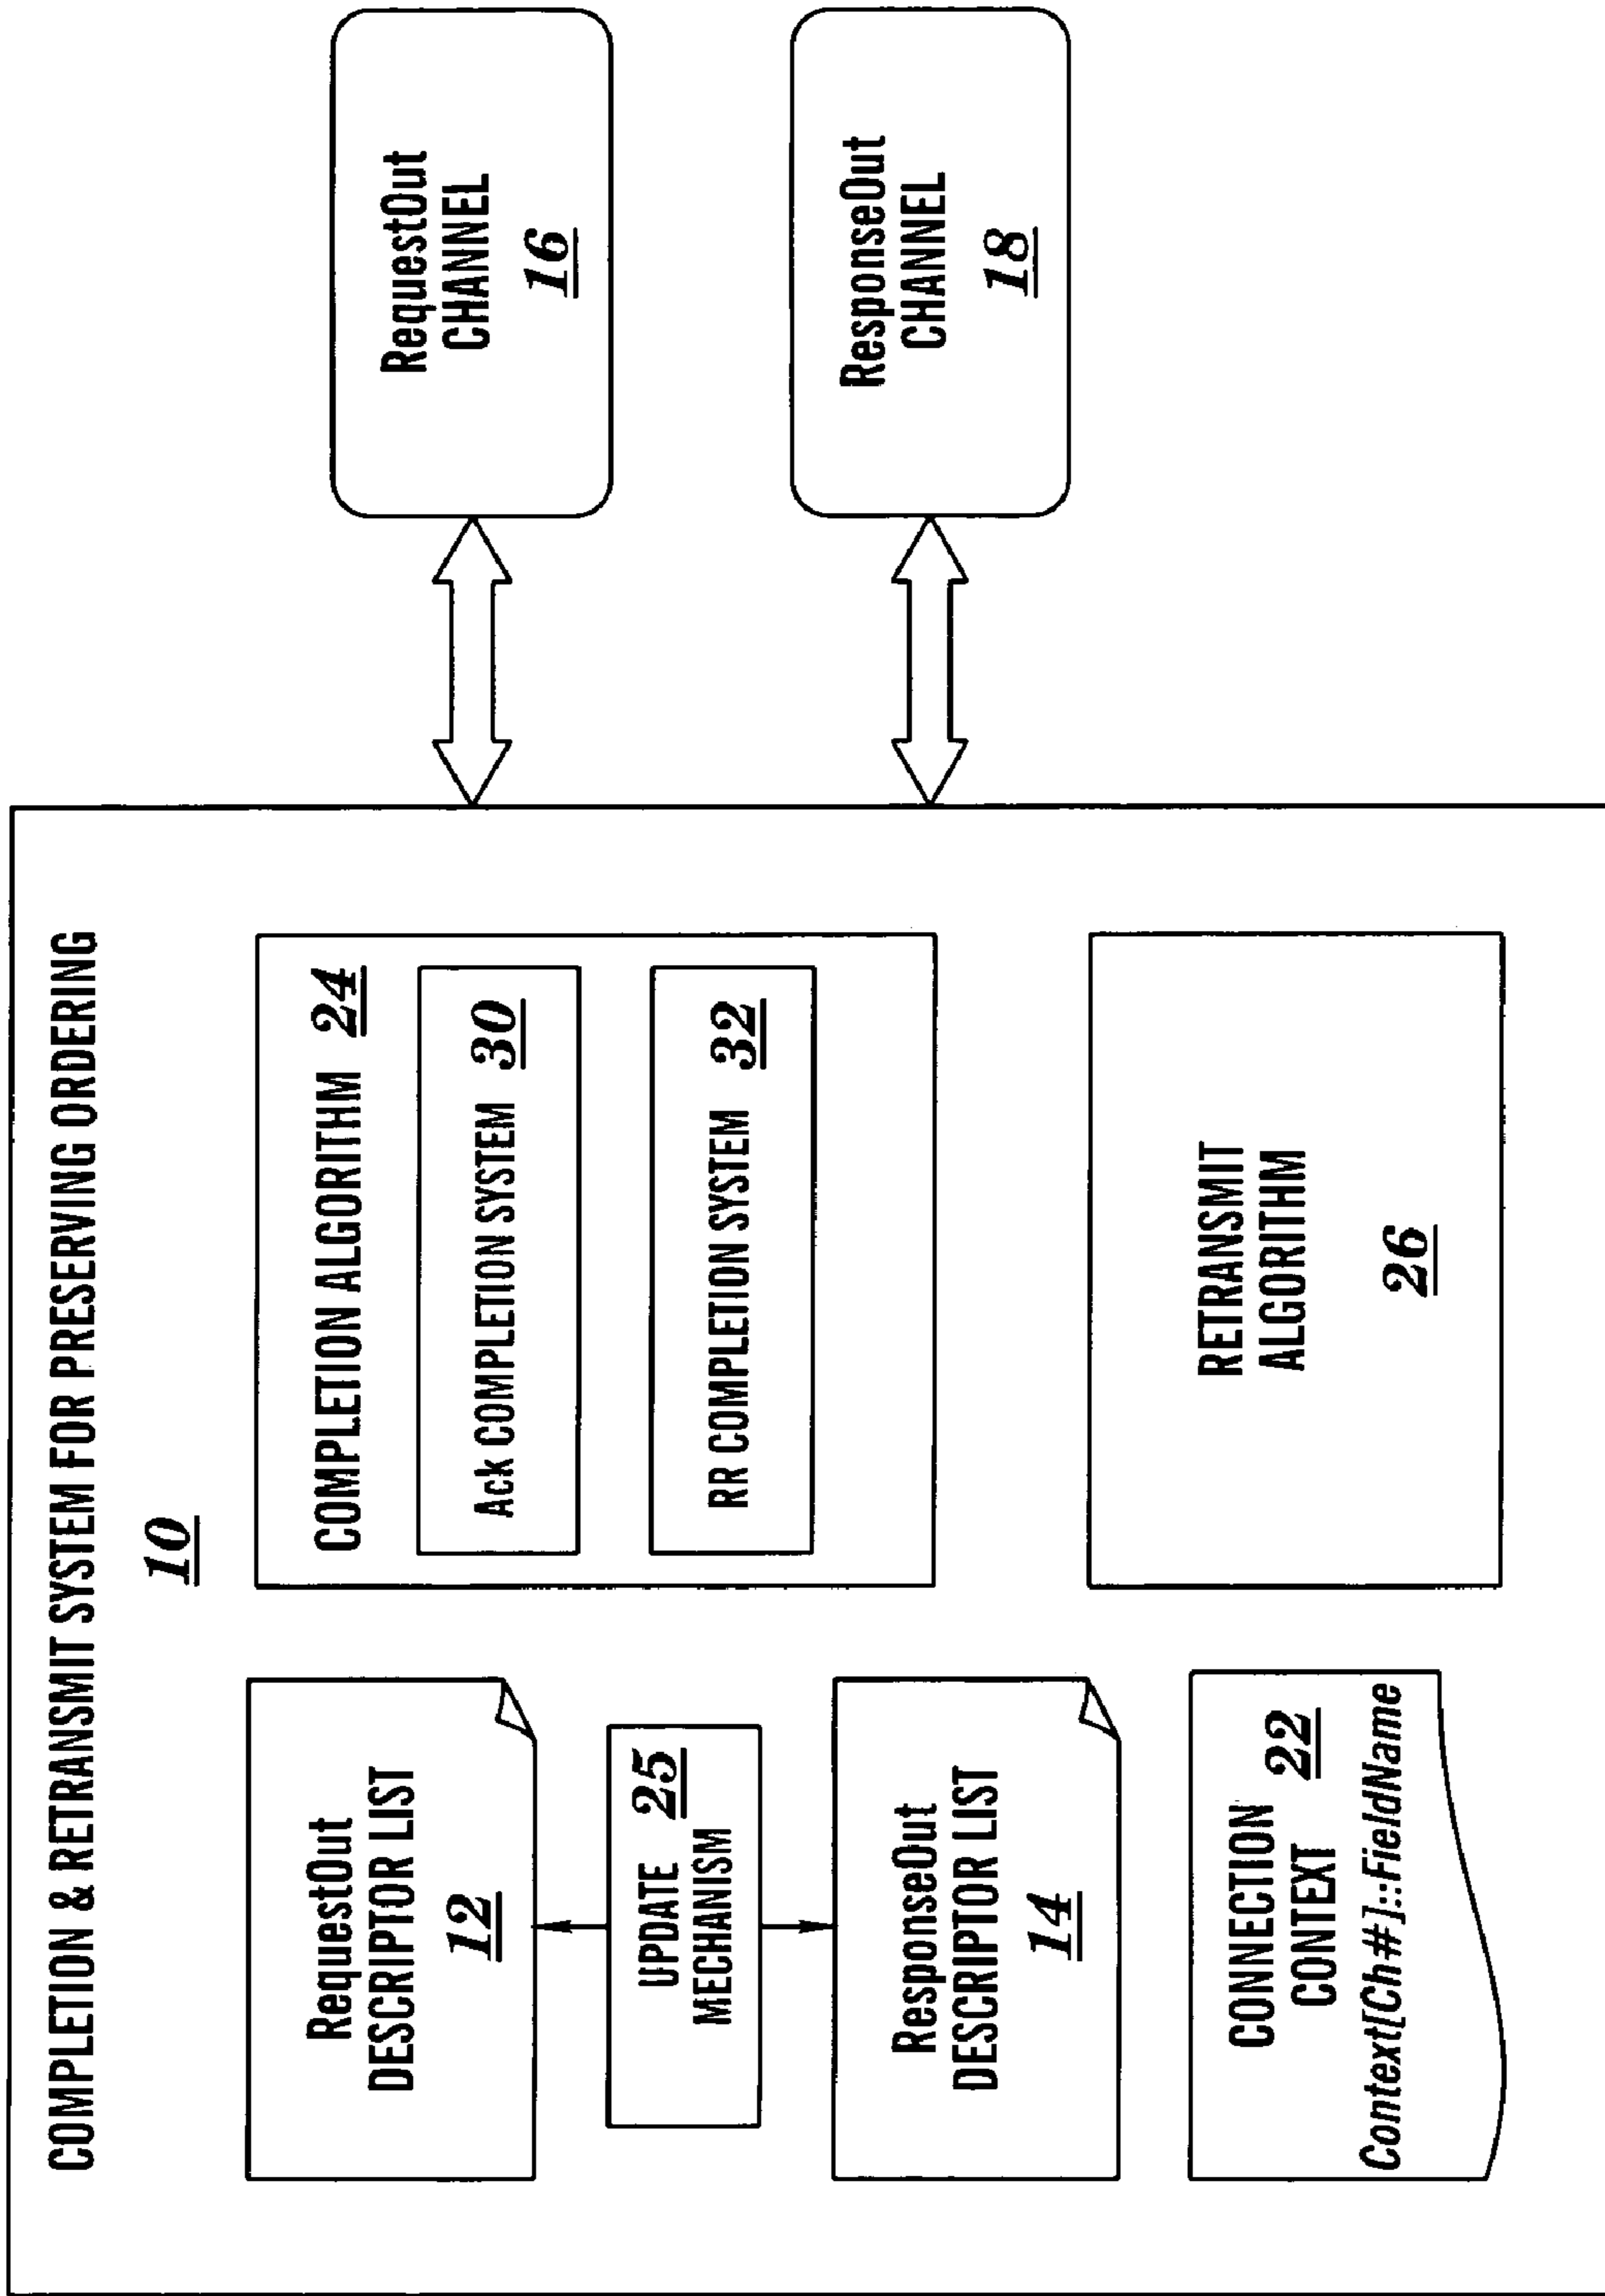 COMPLETION & RETRANSMIT SYSTEM FOR PRESERVING ORDERING
10
RequestOut
DESCRIPTOR LIST
12
UPDATE 25
MECHANISM
ResponseOut
DESCRIPTOR LIST
14
CONNECTION
CONTEXT
22
Context[Ch#]::FieldName
COMPLETION ALGORITHM 24
Ack COMPLETION SYSTEM 30
RR COMPLETION SYSTEM 32
RETRANSMIT
ALGORITHM
26
RequestOut
CHANNEL
16
ResponseOut
CHANNEL
18